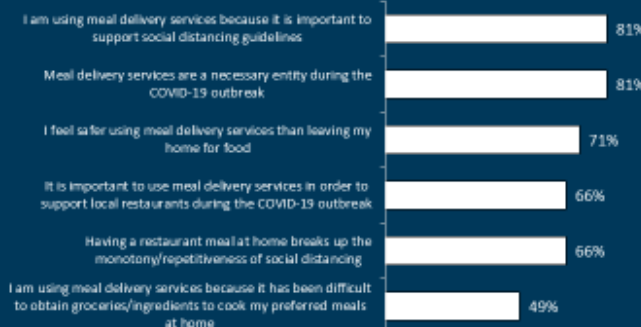 I am using meal delivery services because it is important to
support social distancing guidelines
81%
Meal delivery services are a necessary entity during the
COVID-19 outbreak
81%
I feel safer using meal delivery services than leaving my
home for food
71%
It is important to use meal delivery services in order to
support local restaurants during the COVID-19 outbreak
66%
Having a restaurant meal at home breaks up the
monotony/repetitiveness of social distancing
66%
I am using meal delivery services because it has been difficult
to obtain groceries/ingredients to cook my preferred meals
at home
49%